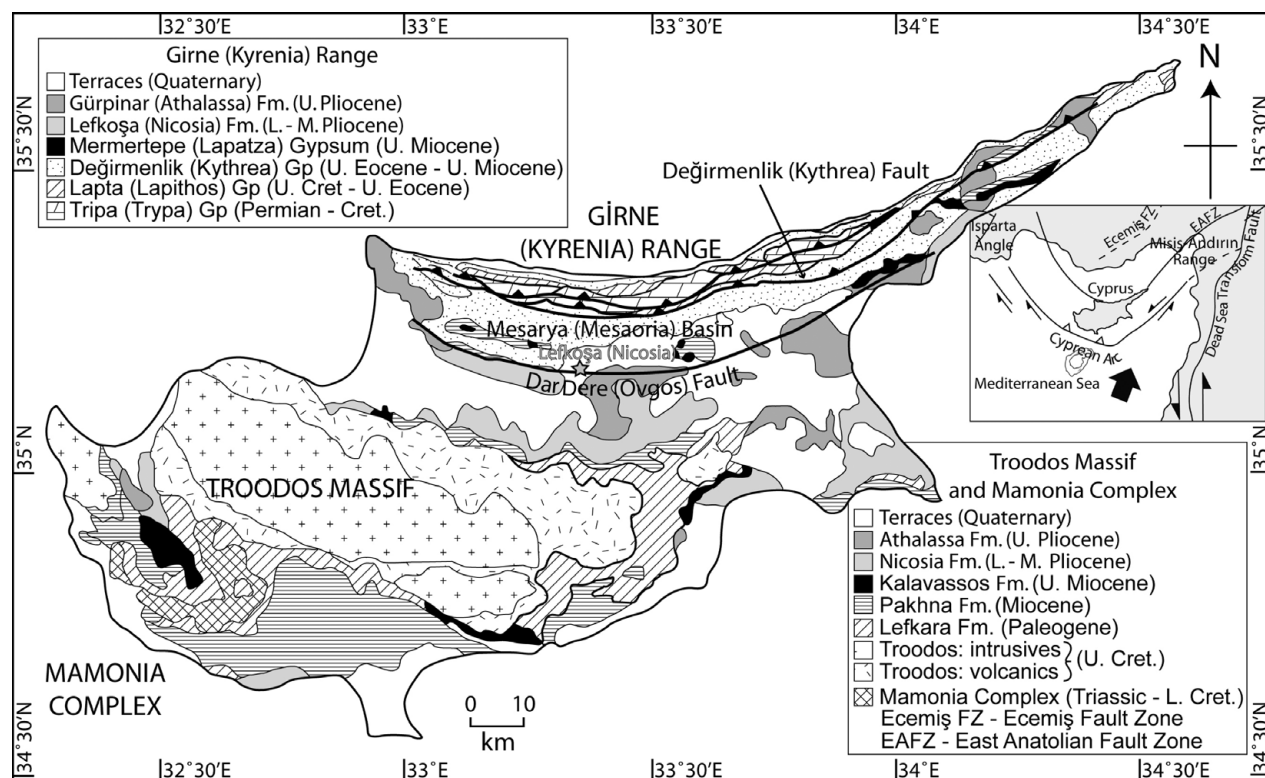 32°30'E
33°E
33°30'E
34°E
34°30'E
35°30'N
35°N
34°30'N
Girne (Kyrenia) Range
Terraces (Quaternary)
Gürpinar (Athalassa) Fm. (U. Pliocene)
Lefkoşa (Nicosia) Fm. (L. - M. Pliocene)
Mermertepe (Lapatza) Gypsum (U. Miocene)
Değirmenlik (Kythrea) Gp (U. Eocene - U. Miocene)
Lapta (Lapithos) Gp (U. Cret - U. Eocene)
Tripa (Trypa) Gp (Permian - Cret.)
N
35°30'N
Değirmenlik (Kythrea) Fault
GİRNE
(KYRENIA) RANGE
Isparta
Angle
Ecemiş FZ
EAFZ
Misis-Andırın
Range
Cyprus
Cyprean Arc
Mediterranean Sea
Dead Sea Transform Fault
Mesarya (Mesaoria) Basin
Lefkoşa (Nicosia)
Dar Dere (Ovgos) Fault
35°N
TROODOS MASSIF
Troodos Massif
and Mamonia Complex
Terraces (Quaternary)
Athalassa Fm. (U. Pliocene)
Nicosia Fm. (L. - M. Pliocene)
Kalavassos Fm. (U. Miocene)
Pakhna Fm. (Miocene)
Lefkara Fm. (Paleogene)
Troodos: intrusives
Troodos: volcanics
(U. Cret.)
Mamonia Complex (Triassic - L. Cret.)
Ecemiş FZ - Ecemiş Fault Zone
EAFZ - East Anatolian Fault Zone
MAMONIA
COMPLEX
0 10
km
34°30'N
32°30'E
33°E
33°30'E
34°E
34°30'E